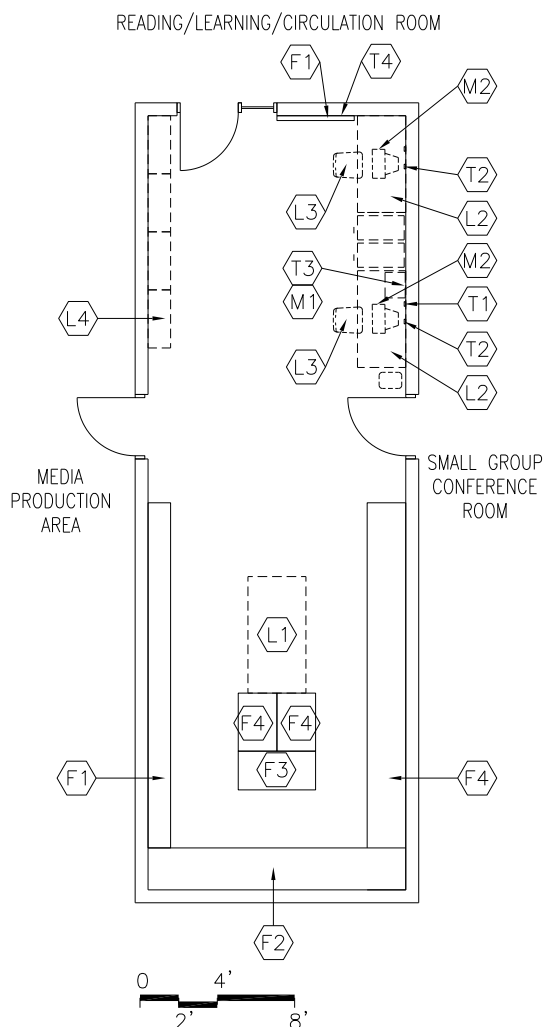 READING/LEARNING/CIRCULATION ROOM
F1
T4
M2
T2
L3
L2
T3
M2
M1
T1
L4
T2
L3
L2
MEDIA
PRODUCTION
AREA
SMALL GROUP
CONFERENCE
ROOM
L1
F4
F4
F3
F1
F4
F2
0
4'
2'
8'